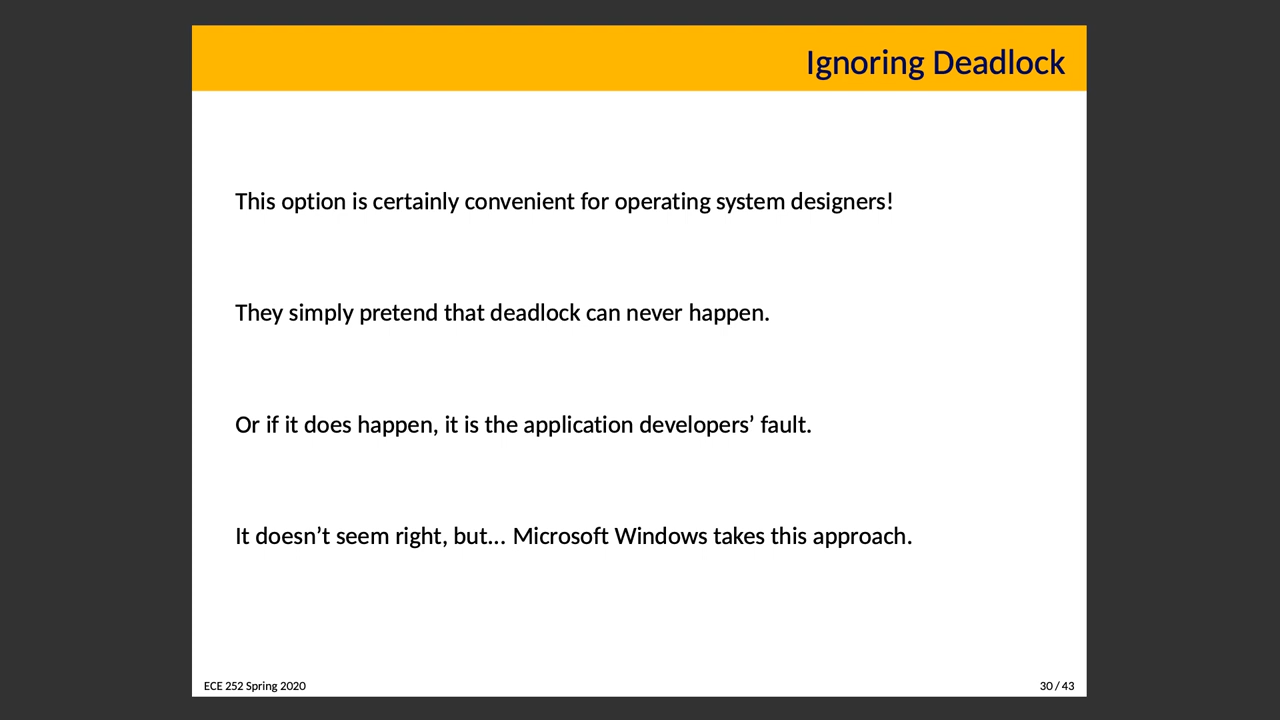 Ignoring Deadlock
This option is certainly convenient for operating system designers!
They simply pretend that deadlock can never happen.
Or if it does happen, it is the application developers’ fault.
It doesn’t seem right, but... Microsoft Windows takes this approach.
ECE 252 Spring 2020
30 / 43